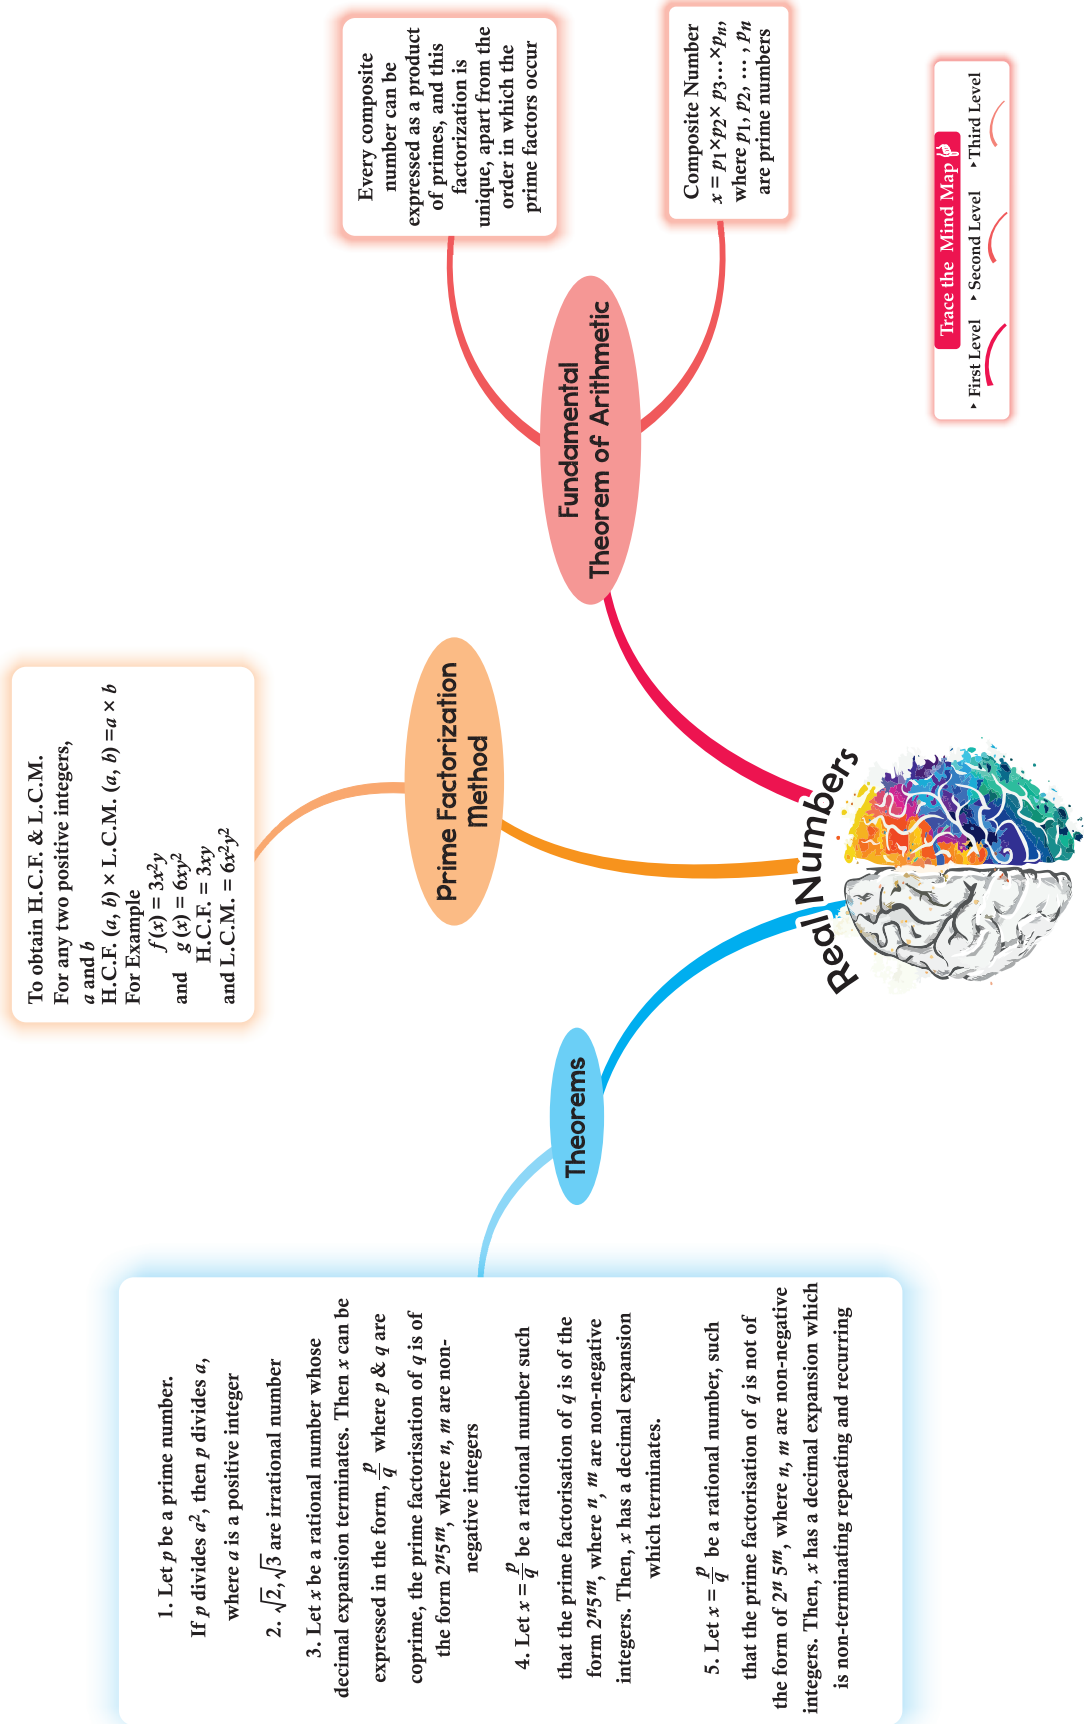 Real Numbers
Theorems
1. Let p be a prime number.
If p divides a², then p divides a,
where a is a positive integer
2. √2,√3 are irrational number
3. Let x be a rational number whose
decimal expansion terminates. Then x can be
expressed in the form, p/q where p & q are
coprime, the prime factorisation of q is of
the form 2ⁿ5ᵐ, where n, m are non-
negative integers
4. Let x = p/q be a rational number such
that the prime factorisation of q is of the
form 2ⁿ5ᵐ, where n, m are non-negative
integers. Then, x has a decimal expansion
which terminates.
5. Let x = p/q be a rational number, such
that the prime factorisation of q is not of
the form of 2ⁿ 5ᵐ, where n, m are non-negative
integers. Then, x has a decimal expansion which
is non-terminating repeating and recurring
Prime Factorization
Method
To obtain H.C.F. & L.C.M.
For any two positive integers,
a and b
H.C.F. (a, b) × L.C.M. (a, b) =a × b
For Example
f (x) = 3x²y
and g (x) = 6xy²
H.C.F. = 3xy
and L.C.M. = 6x²y²
Fundamental
Theorem of Arithmetic
Every composite
number can be
expressed as a product
of primes, and this
factorization is
unique, apart from the
order in which the
prime factors occur
Composite Number
x = p₁×p₂× p₃...×pₙ,
where p₁, p₂, ... , pₙ
are prime numbers
Trace the Mind Map
▸ First Level ▸ Second Level ▸ Third Level